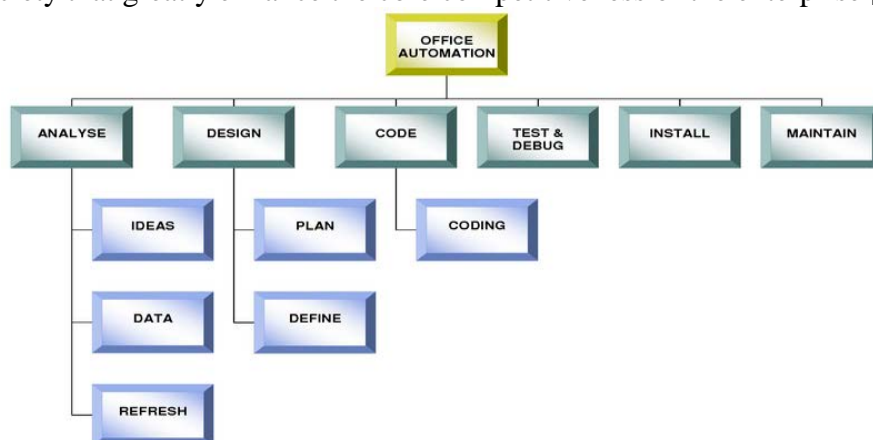 OFFICE
AUTOMATION
ANALYSE
DESIGN
CODE
TEST &
DEBUG
INSTALL
MAINTAIN
IDEAS
PLAN
CODING
DATA
DEFINE
REFRESH